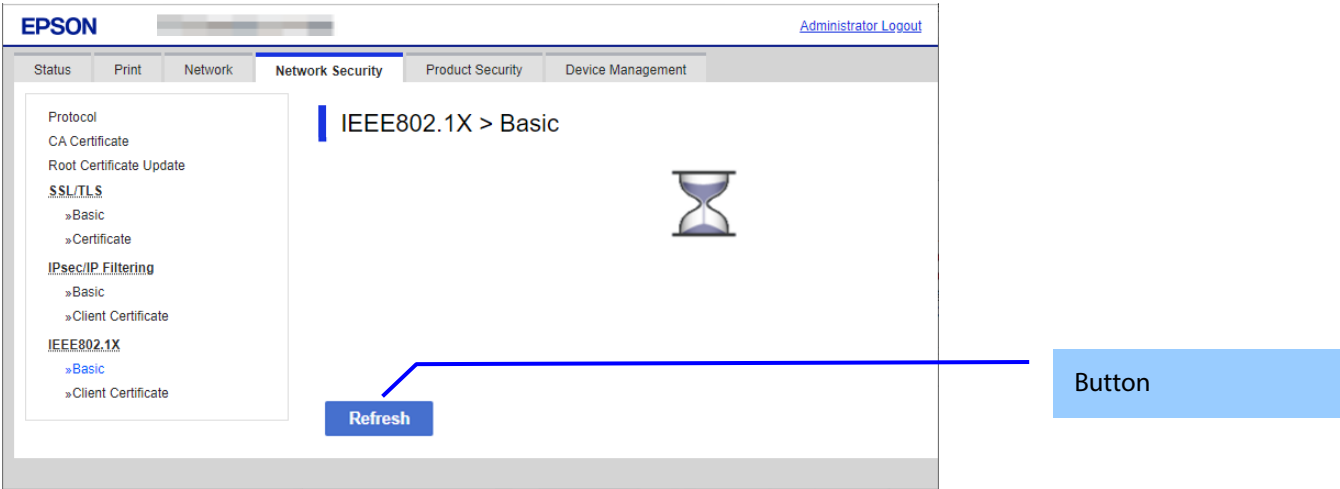 EPSON
Administrator Logout
Status Print Network Network Security Product Security Device Management
Protocol
CA Certificate
Root Certificate Update
SSL/TLS
»Basic
»Certificate
IPsec/IP Filtering
»Basic
»Client Certificate
IEEE802.1X
»Basic
»Client Certificate
IEEE802.1X > Basic
Refresh
Button